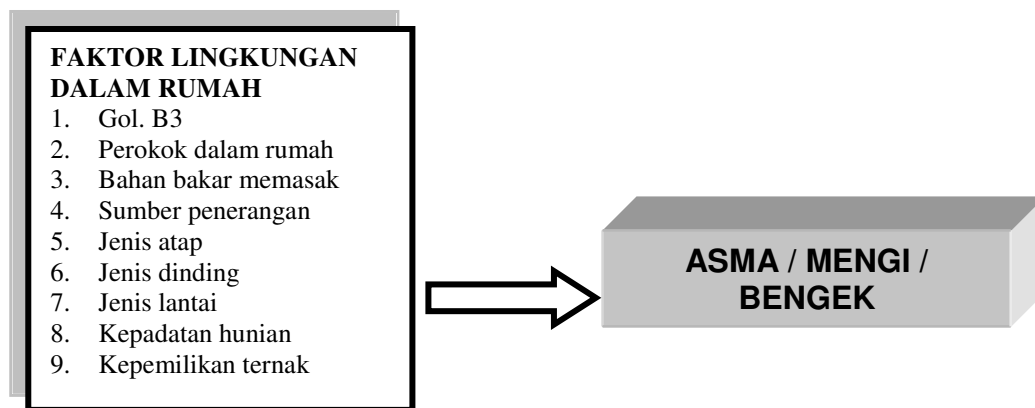 FAKTOR LINGKUNGAN
DALAM RUMAH
1. Gol. B3
2. Perokok dalam rumah
3. Bahan bakar memasak
4. Sumber penerangan
5. Jenis atap
6. Jenis dinding
7. Jenis lantai
8. Kepadatan hunian
9. Kepemilikan ternak
ASMA / MENGI /
BENGEK